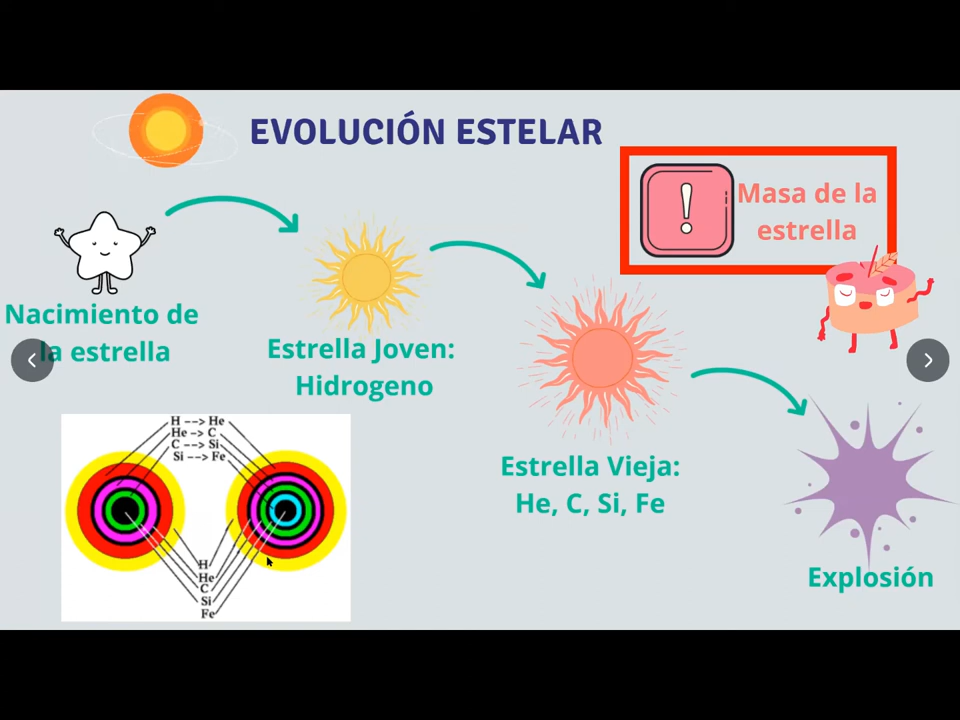 EVOLUCIÓN ESTELAR
Masa de la
estrella
Nacimiento de
la estrella
Estrella Joven:
Hidrogeno
Estrella Vieja:
He, C, Si, Fe
Explosión
H --> He
He -> C
C --> Si
Si --> Fe
H
He
C
Si
Fe